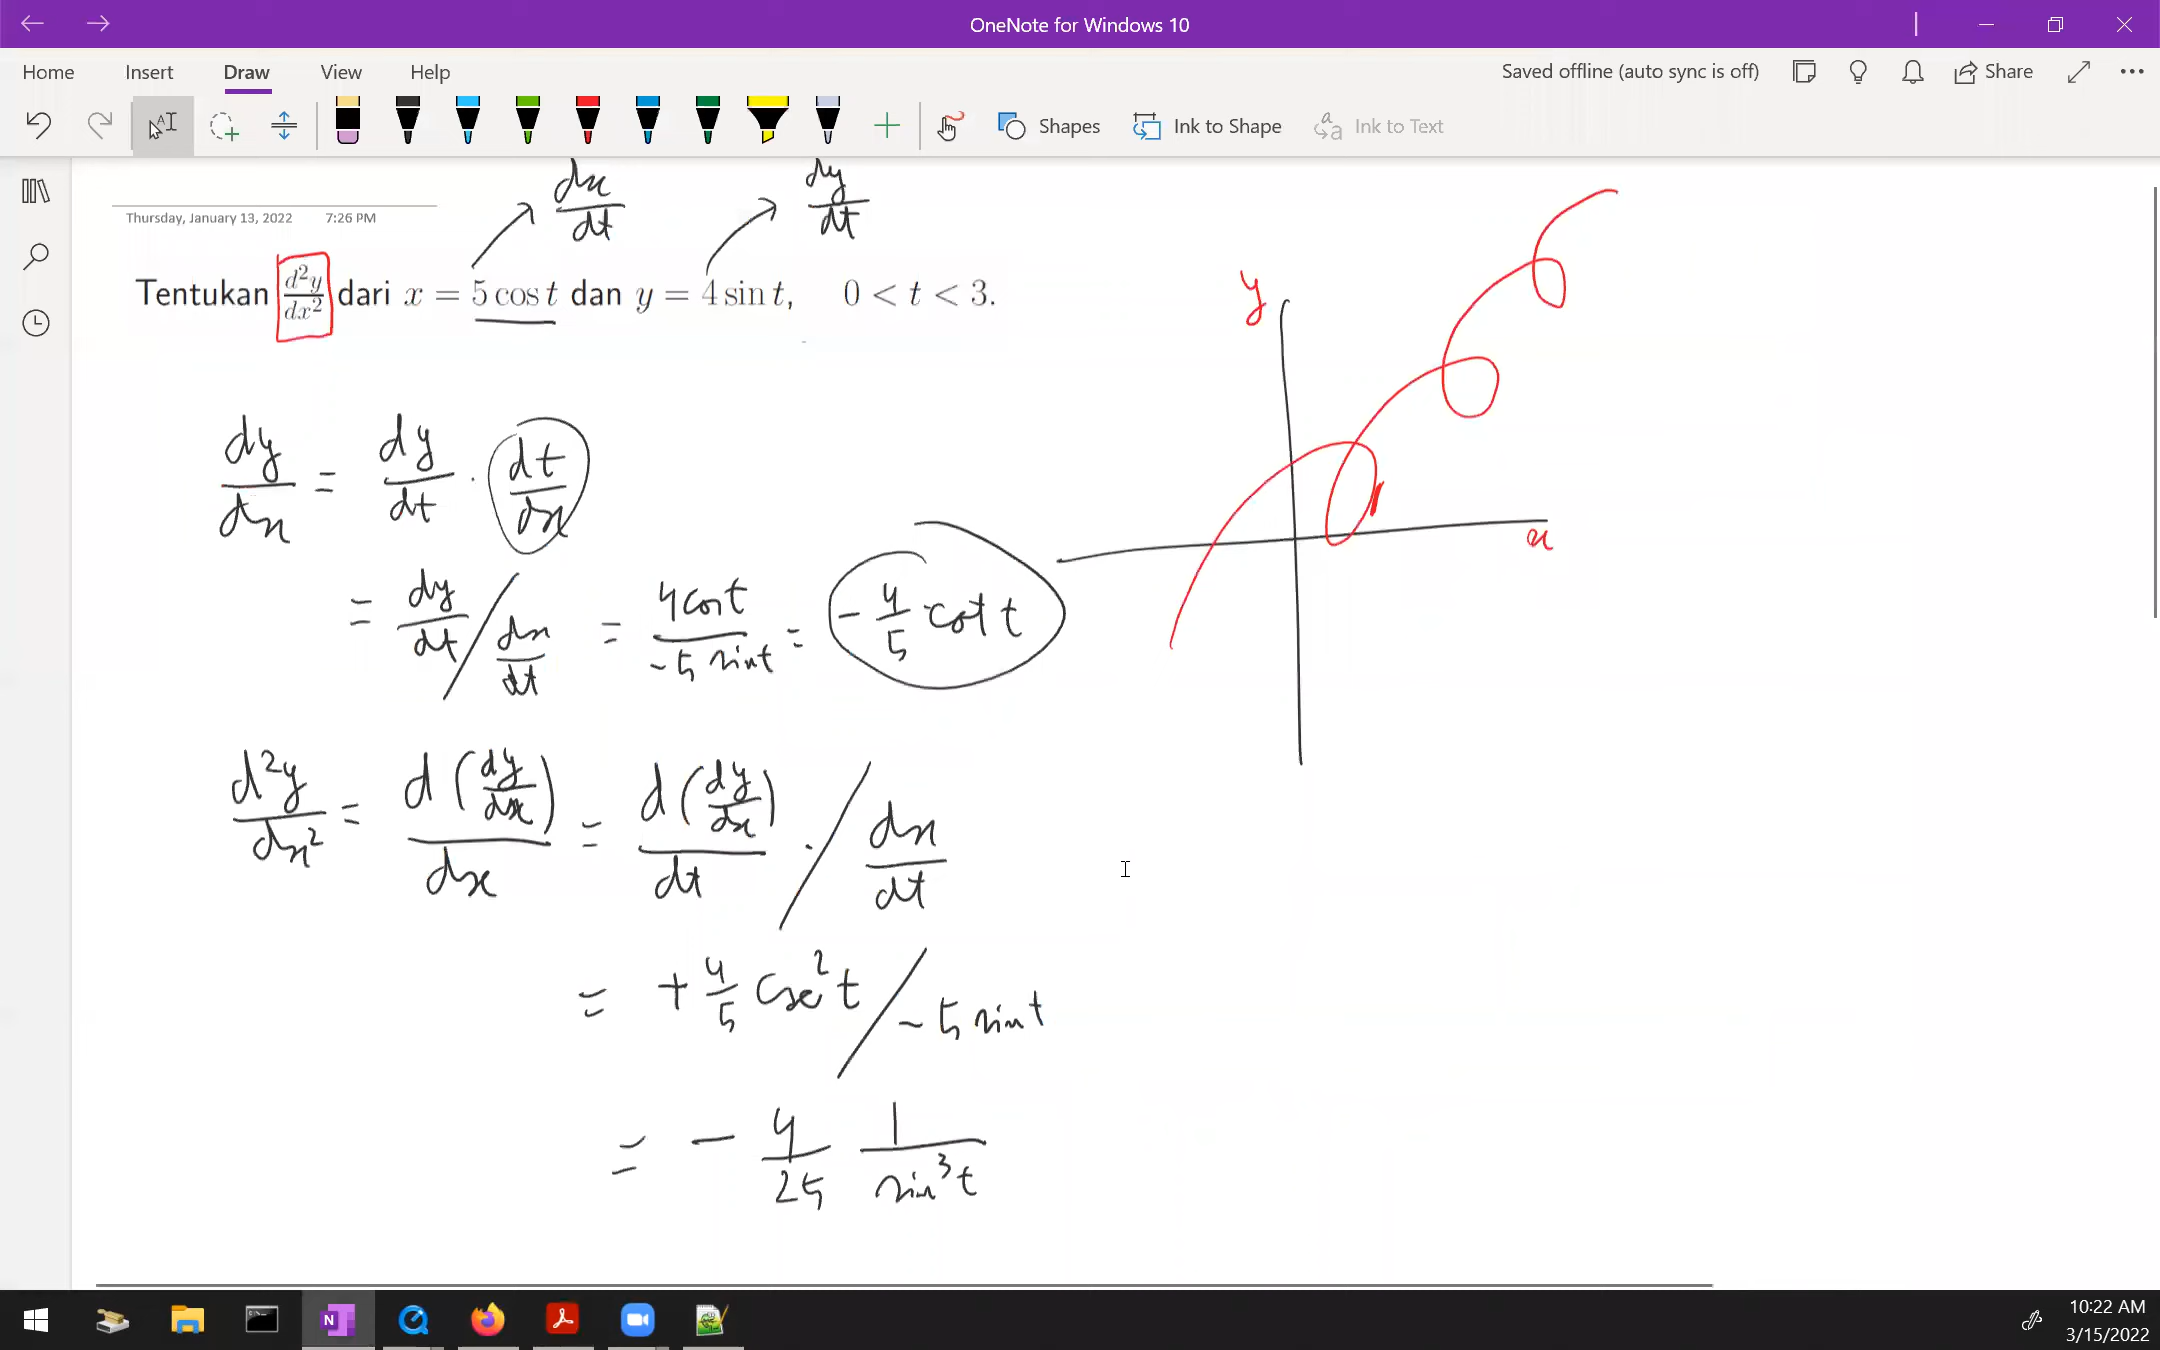 OneNote for Windows 10
Home Insert Draw View Help
Saved offline (auto sync is off) Share
Shapes Ink to Shape Ink to Text
dx/dt dy/dt
Thursday, January 13, 2022 7:26 PM
Tentukan d²y/dx² dari x = 5 cos t dan y = 4 sin t, 0 < t < 3.
y
x
dy/dx = dy/dt · dt/dx
= dy/dt / dx/dt = 4 cos t / -5 sin t = -4/5 cot t
d²y/dx² = d(dy/dx)/dx = d(dy/dx)/dt · / dx/dt
= + 4/5 csc² t / -5 sin t
= - 4/25 1/sin³ t
10:22 AM
3/15/2022